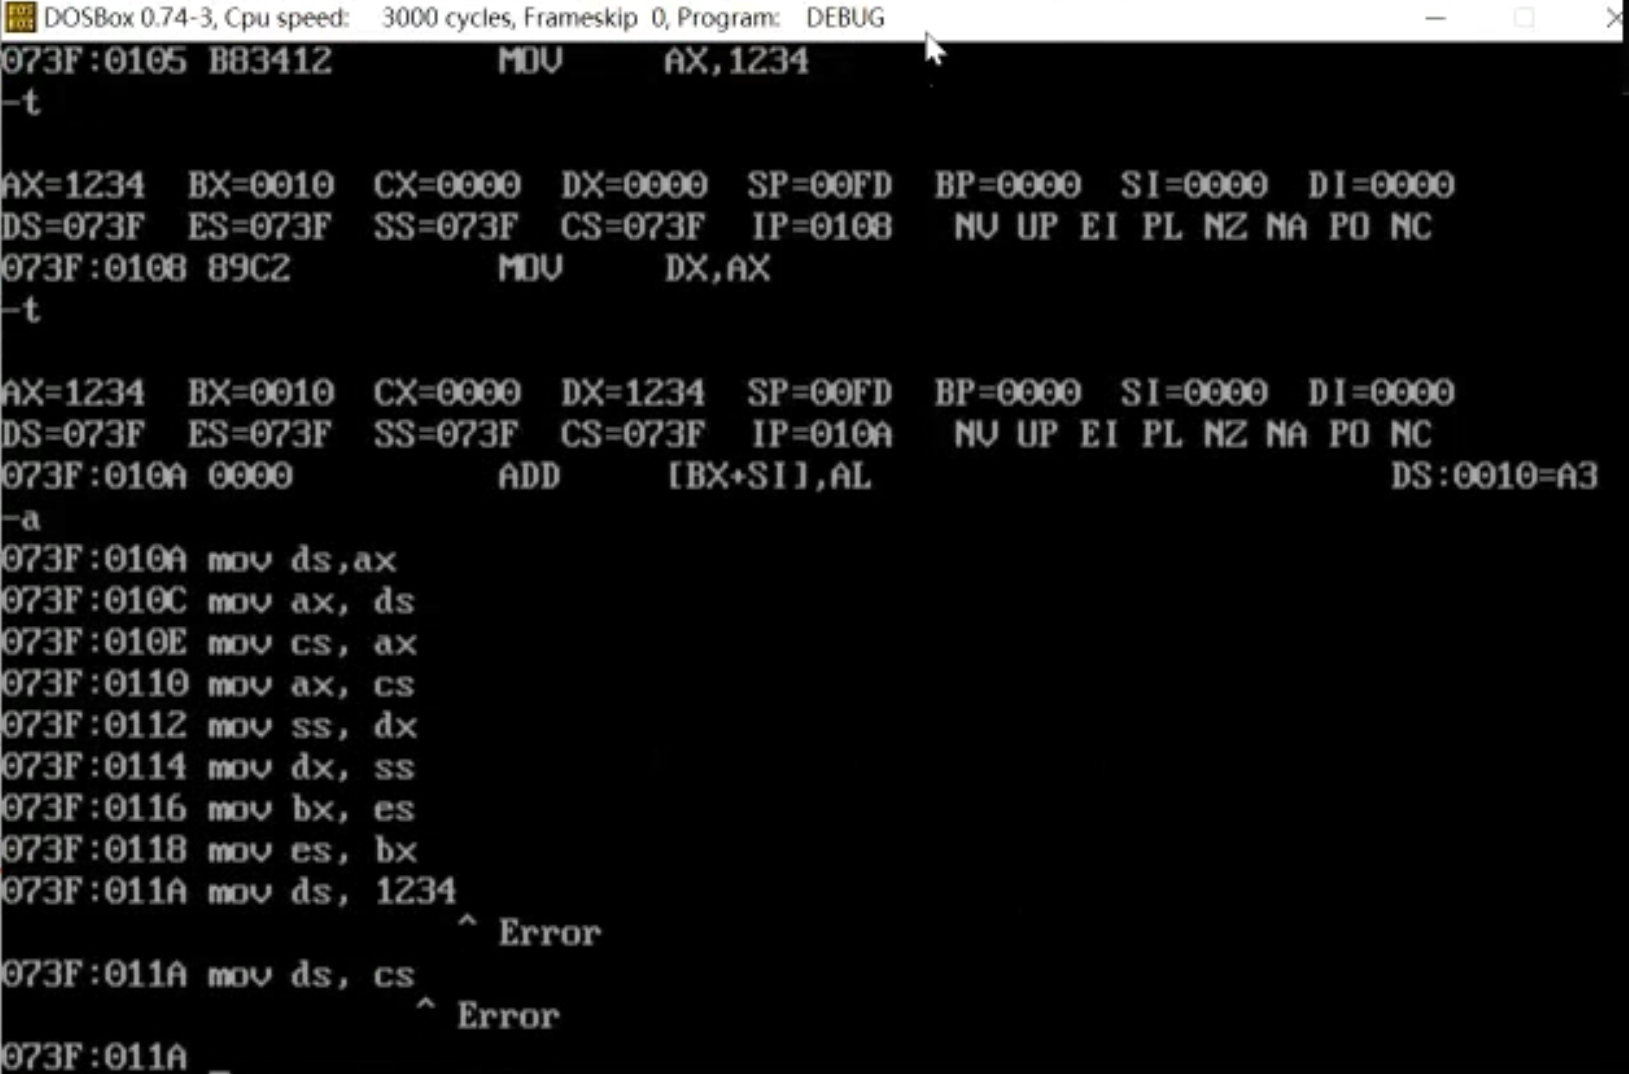 DOSBox 0.74-3, Cpu speed: 3000 cycles, Frameskip 0, Program: DEBUG
073F:0105 B83412 MOV AX,1234
-t
AX=1234 BX=0010 CX=0000 DX=0000 SP=00FD BP=0000 SI=0000 DI=0000
DS=073F ES=073F SS=073F CS=073F IP=0108 NV UP EI PL NZ NA PO NC
073F:0108 89C2 MOV DX,AX
-t
AX=1234 BX=0010 CX=0000 DX=1234 SP=00FD BP=0000 SI=0000 DI=0000
DS=073F ES=073F SS=073F CS=073F IP=010A NV UP EI PL NZ NA PO NC
073F:010A 0000 ADD [BX+SI],AL DS:0010=A3
-a
073F:010A mov ds,ax
073F:010C mov ax, ds
073F:010E mov cs, ax
073F:0110 mov ax, cs
073F:0112 mov ss, dx
073F:0114 mov dx, ss
073F:0116 mov bx, es
073F:0118 mov es, bx
073F:011A mov ds, 1234
^ Error
073F:011A mov ds, cs
^ Error
073F:011A _